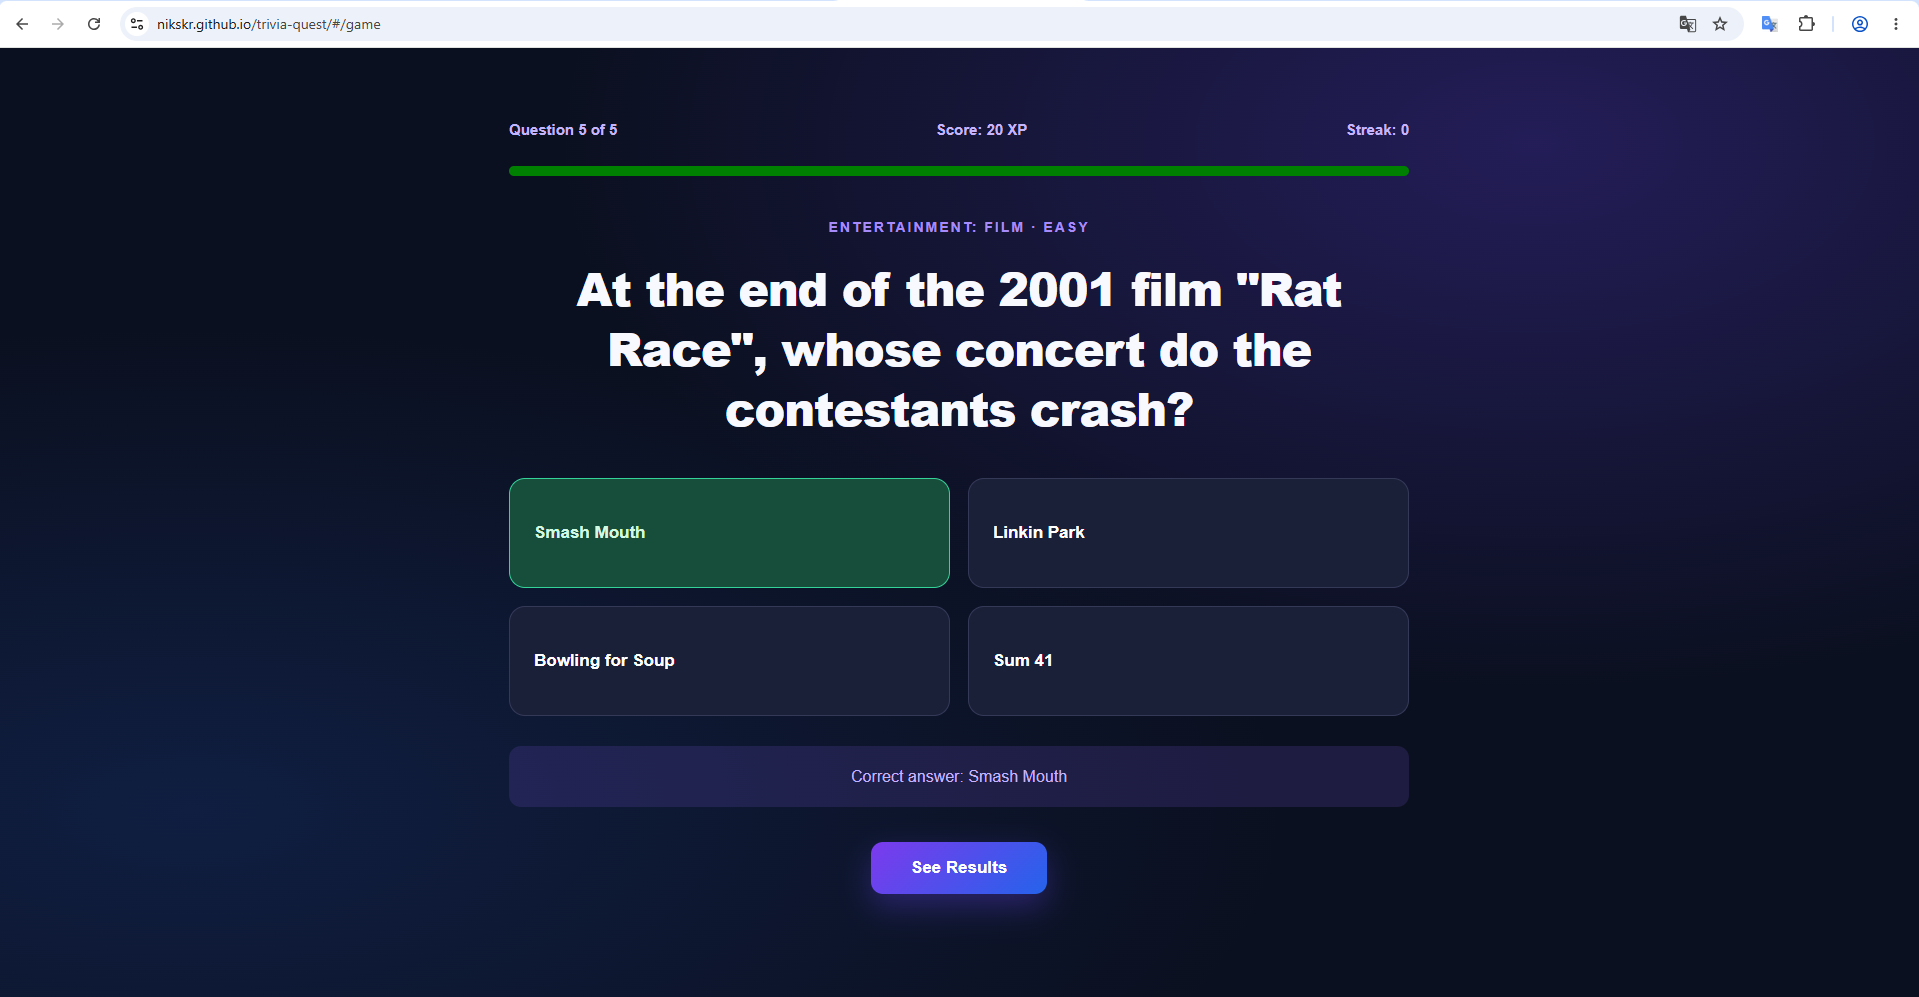 nikskr.github.io/trivia-quest/#/game
Question 5 of 5
Score: 20 XP
Streak: 0
ENTERTAINMENT: FILM · EASY
At the end of the 2001 film "Rat
Race", whose concert do the
contestants crash?
Smash Mouth
Linkin Park
Bowling for Soup
Sum 41
Correct answer: Smash Mouth
See Results